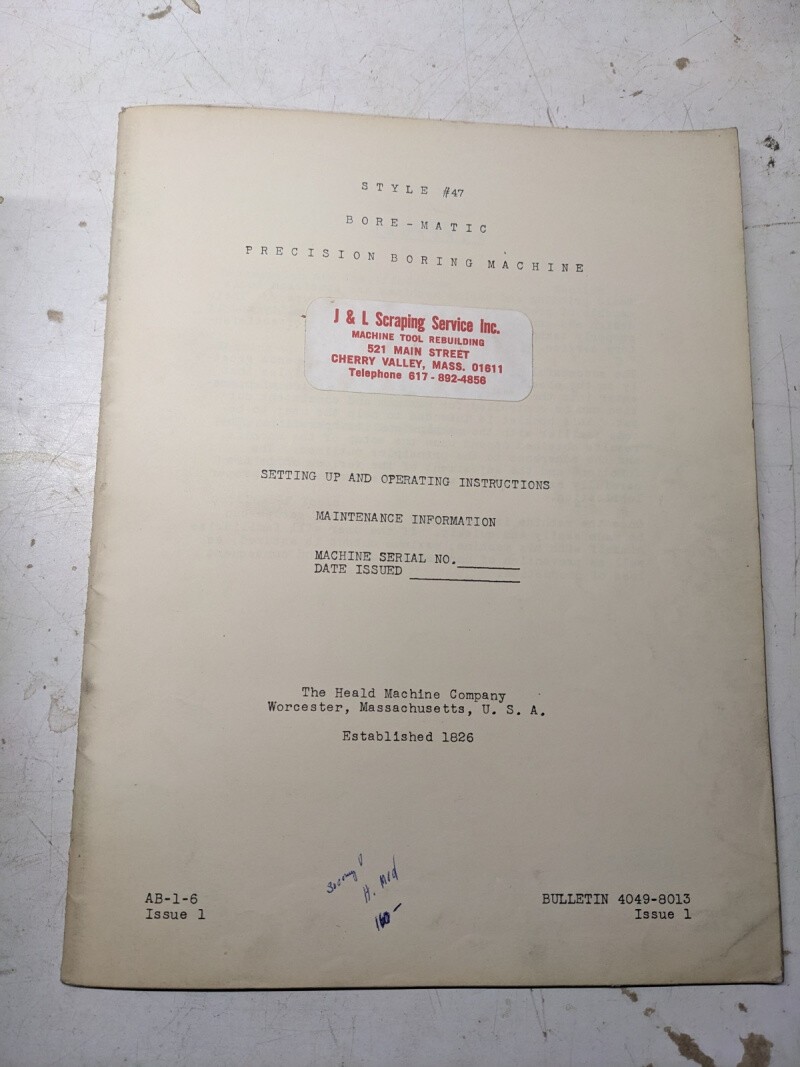 STYLE #47
BORE-MATIC
PRECISION BORING MACHINE
J & L Scraping Service Inc.
MACHINE TOOL REBUILDING
521 MAIN STREET
CHERRY VALLEY, MASS. 01611
Telephone 617-892-4856
SETTING UP AND OPERATING INSTRUCTIONS
MAINTENANCE INFORMATION
MACHINE SERIAL NO.
DATE ISSUED
The Heald Machine Company
Worcester, Massachusetts, U. S. A.
Established 1826
AB-1-6
Issue 1
BULLETIN 4049-8013
Issue 1